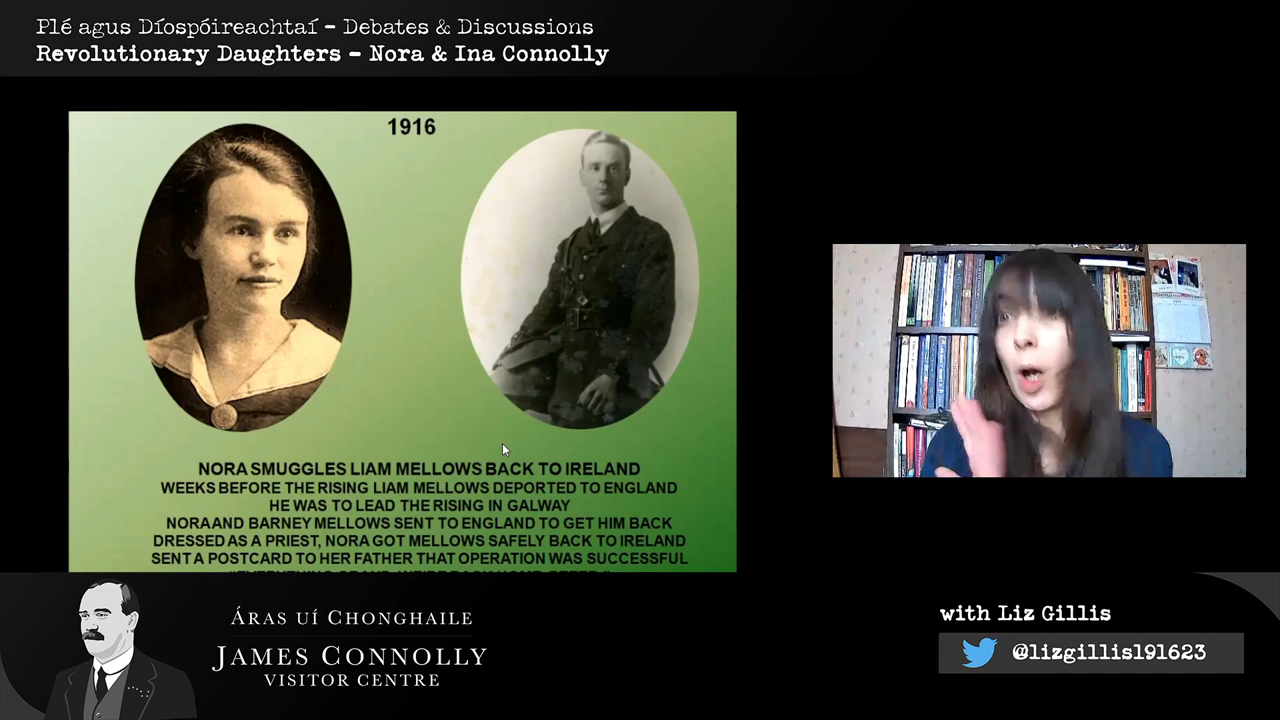 Plé agus Díospóireachtaí – Debates & Discussions
Revolutionary Daughters – Nora & Ina Connolly
1916
NORA SMUGGLES LIAM MELLOWS BACK TO IRELAND
WEEKS BEFORE THE RISING LIAM MELLOWS DEPORTED TO ENGLAND
HE WAS TO LEAD THE RISING IN GALWAY
NORA AND BARNEY MELLOWS SENT TO ENGLAND TO GET HIM BACK
DRESSED AS A PRIEST, NORA GOT MELLOWS SAFELY BACK TO IRELAND
SENT A POSTCARD TO HER FATHER THAT OPERATION WAS SUCCESSFUL
ÁRAS UÍ CHONGHAILE
JAMES CONNOLLY
VISITOR CENTRE
with Liz Gillis
@lizgillis191623